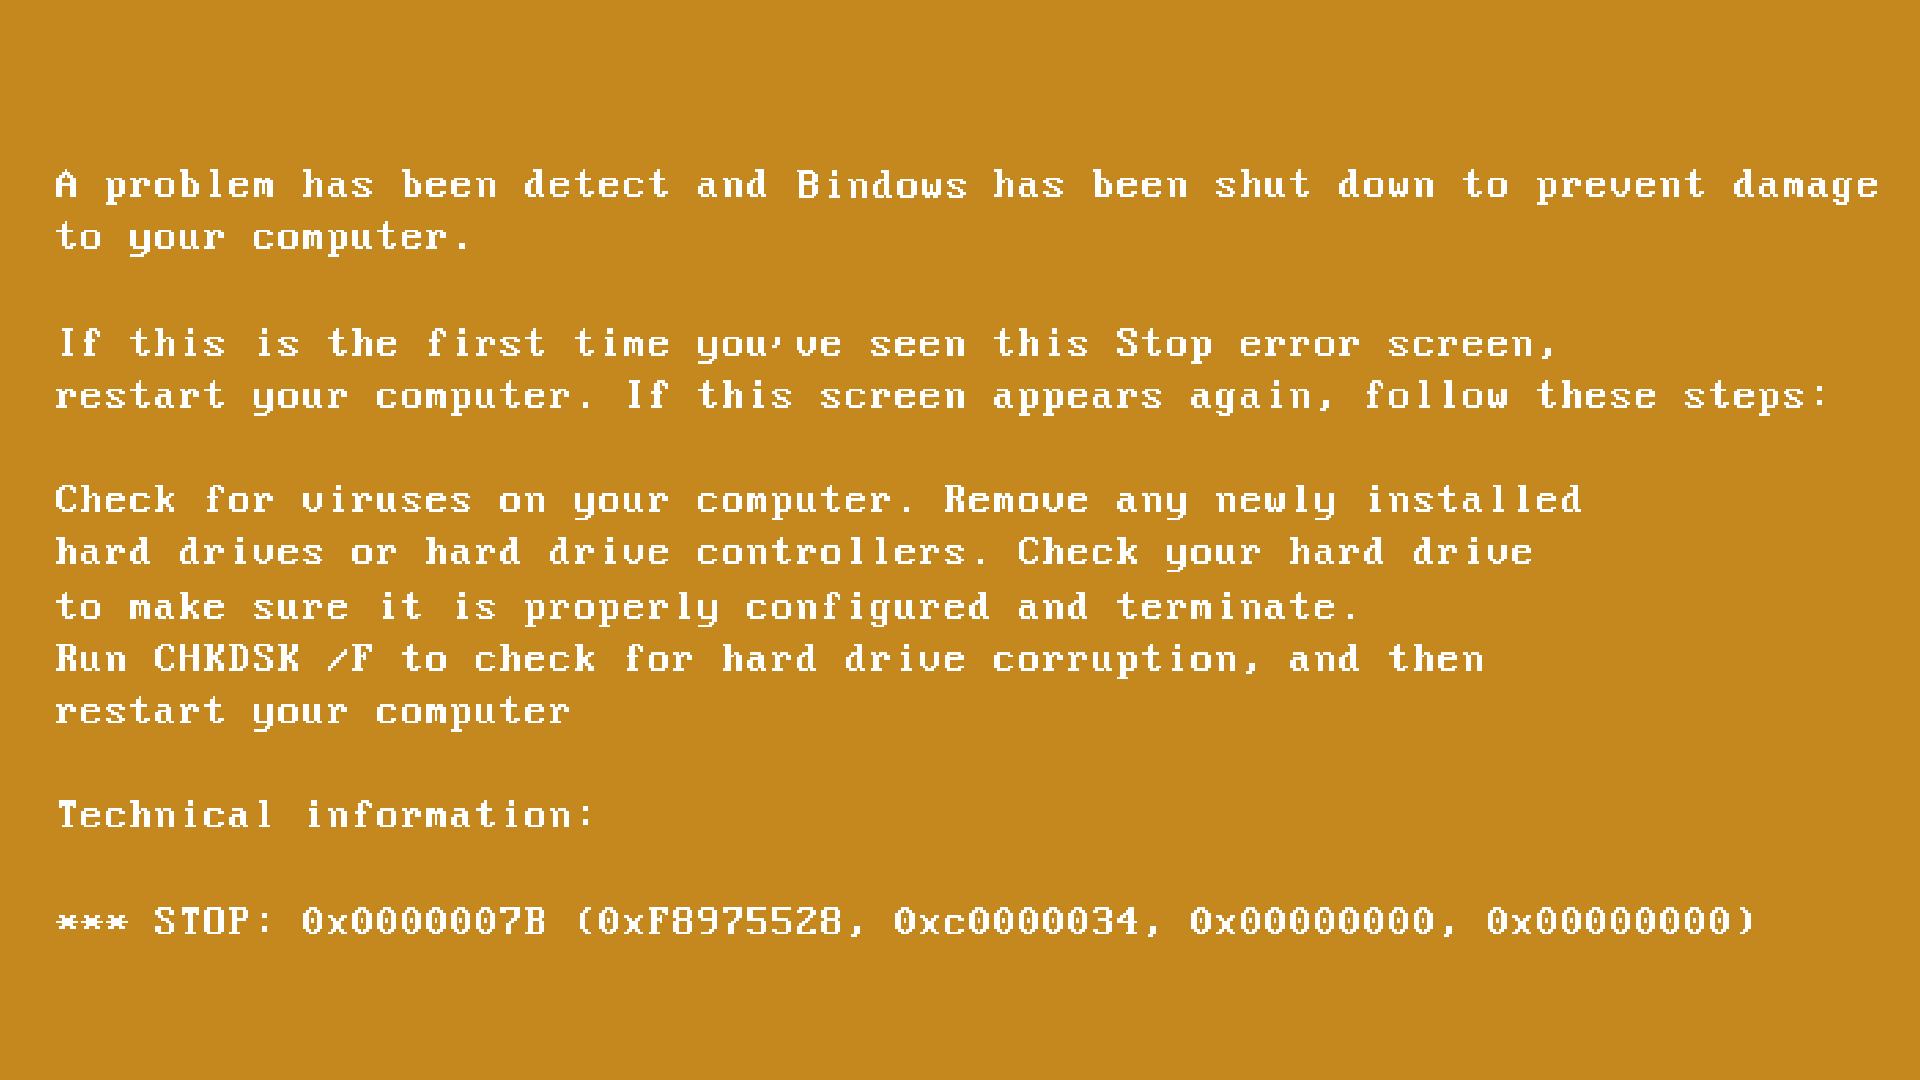 A problem has been detect and Bindows has been shut down to prevent damage
to your computer.
If this is the first time you've seen this Stop error screen,
restart your computer. If this screen appears again, follow these steps:
Check for viruses on your computer. Remove any newly installed
hard drives or hard drive controllers. Check your hard drive
to make sure it is properly configured and terminate.
Run CHKDSK /F to check for hard drive corruption, and then
restart your computer
Technical information:
*** STOP: 0x0000007B (0xF8975528, 0xc0000034, 0x00000000, 0x00000000)